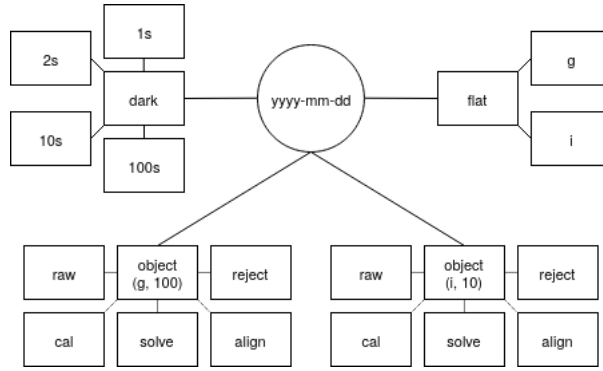 1s
2s
g
dark
yyyy-mm-dd
flat
10s
i
100s
raw
object
(g, 100)
reject
raw
object
(i, 10)
reject
cal
solve
align
cal
solve
align